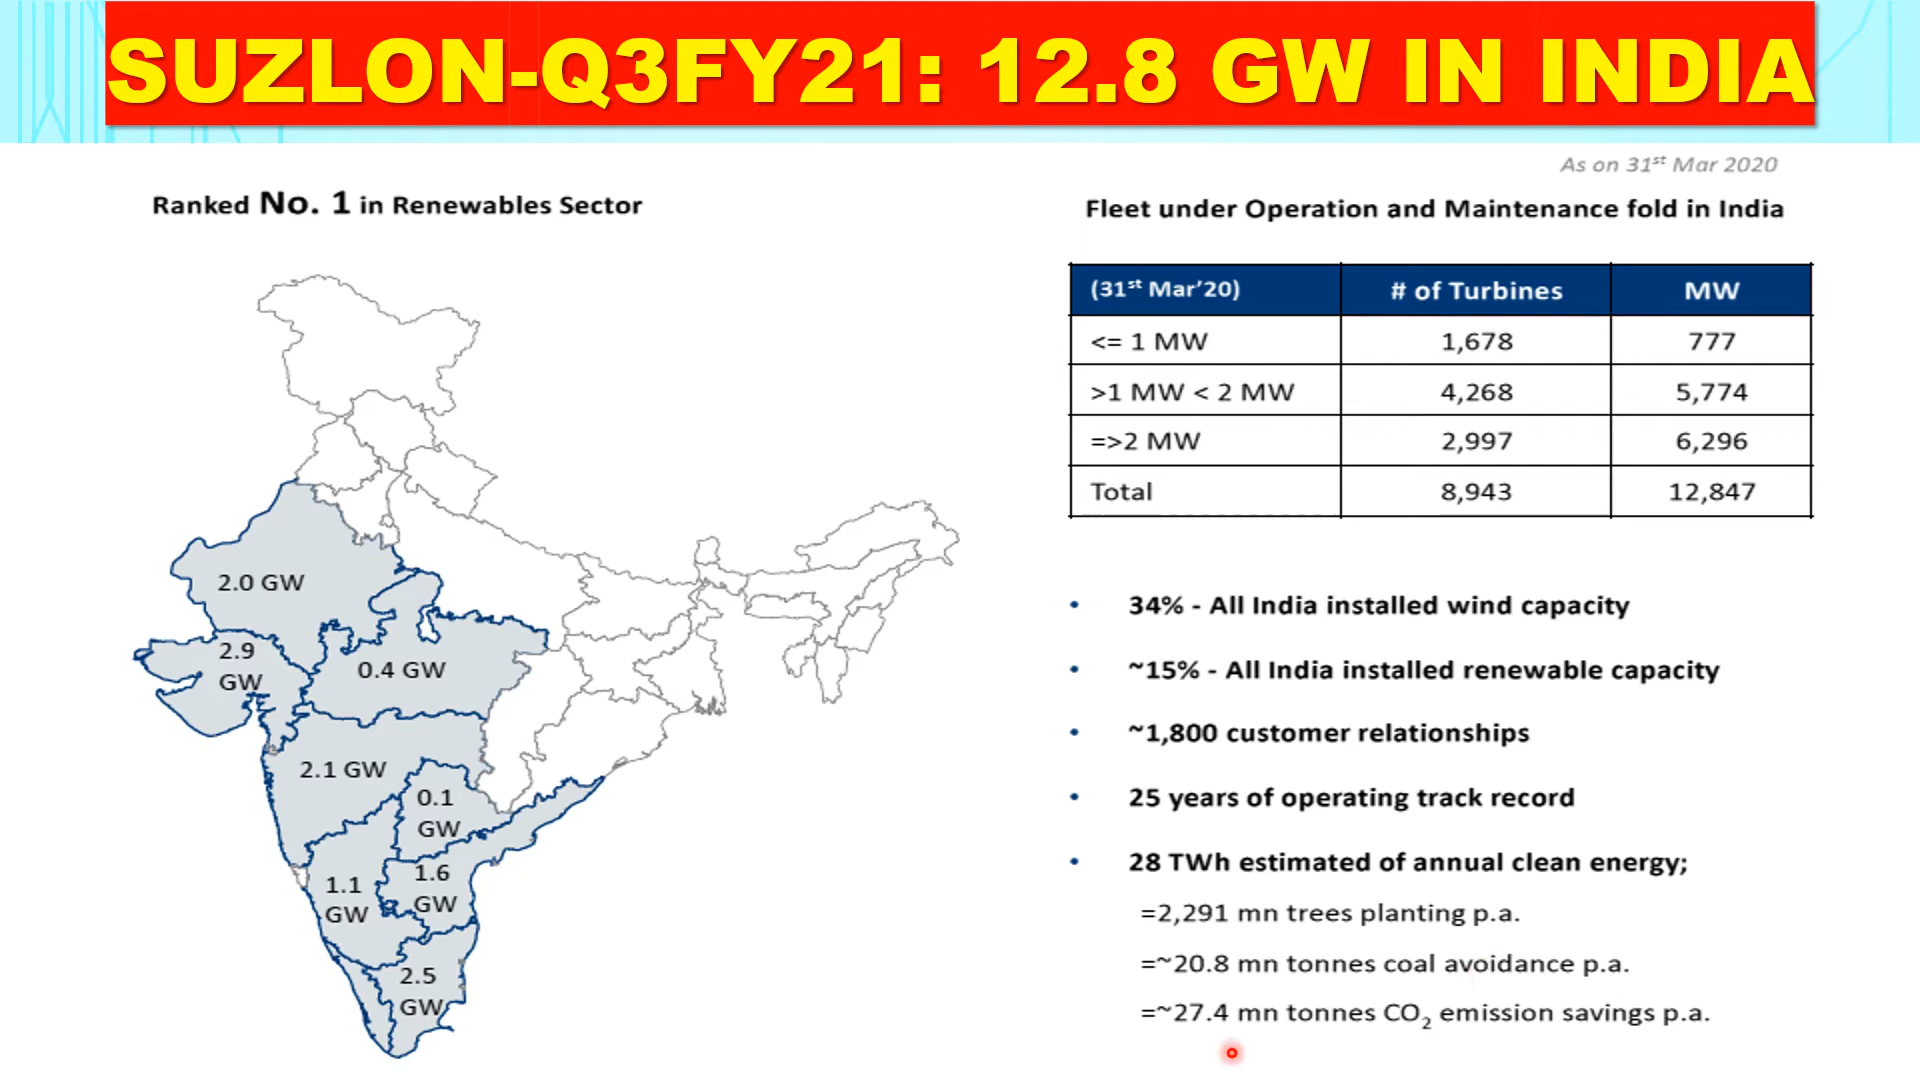 SUZLON-Q3FY21: 12.8 GW IN INDIA
As on 31st Mar 2020
Ranked No. 1 in Renewables Sector
2.0 GW
2.9
GW
0.4 GW
2.1 GW
0.1
GW
1.1
GW
1.6
GW
2.5
GW
Fleet under Operation and Maintenance fold in India
(31st Mar’20) # of Turbines MW
<= 1 MW 1,678 777
>1 MW < 2 MW 4,268 5,774
=>2 MW 2,997 6,296
Total 8,943 12,847
• 34% - All India installed wind capacity
• ~15% - All India installed renewable capacity
• ~1,800 customer relationships
• 25 years of operating track record
• 28 TWh estimated of annual clean energy;
=2,291 mn trees planting p.a.
=~20.8 mn tonnes coal avoidance p.a.
=~27.4 mn tonnes CO2 emission savings p.a.